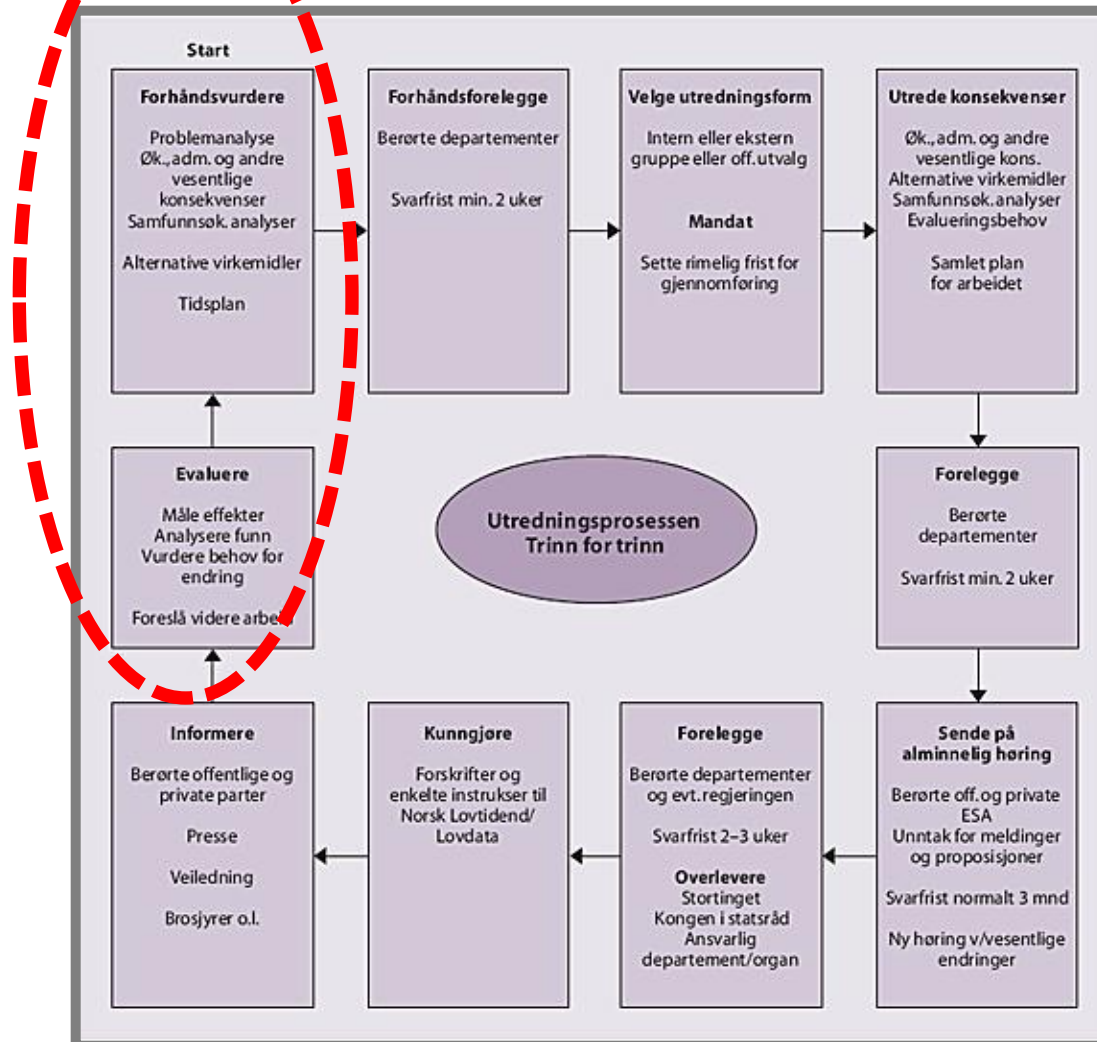 Start
Forhåndsvurdere
Problemanalyse
Øk., adm. og andre
vesentlige
konsekvenser
Samfunnsøk. analyser
Alternative virkemidler
Tidsplan
Forhåndsforelegge
Berørte departementer
Svarfrist min. 2 uker
Velge utredningsform
Intern eller ekstern
gruppe eller off. utvalg
Mandat
Sette rimelig frist for
gjennomføring
Utrede konsekvenser
Øk., adm. og andre
vesentlige kons.
Alternative virkemidler
Samfunnsøk. analyser
Evalueringsbehov
Samlet plan
for arbeidet
Evaluere
Måle effekter
Analysere funn
Vurdere behov for
endring
Foreslå videre arbeid
Utredningsprosessen
Trinn for trinn
Forelegge
Berørte
departementer
Svarfrist min. 2 uker
Informere
Berørte offentlige og
private parter
Presse
Veiledning
Brosjyrer o.l.
Kunngjøre
Forskrifter og
enkelte instrukser til
Norsk Lovtidend/
Lovdata
Forelegge
Berørte departementer
og evt. regjeringen
Svarfrist 2–3 uker
Overlevere
Stortinget
Kongen i statsråd
Ansvarlig
departement/organ
Sende på
alminnelig høring
Berørte off. og private
ESA
Unntak for meldinger
og proposisjoner
Svarfrist normalt 3 mnd
Ny høring v/vesentlige
endringer